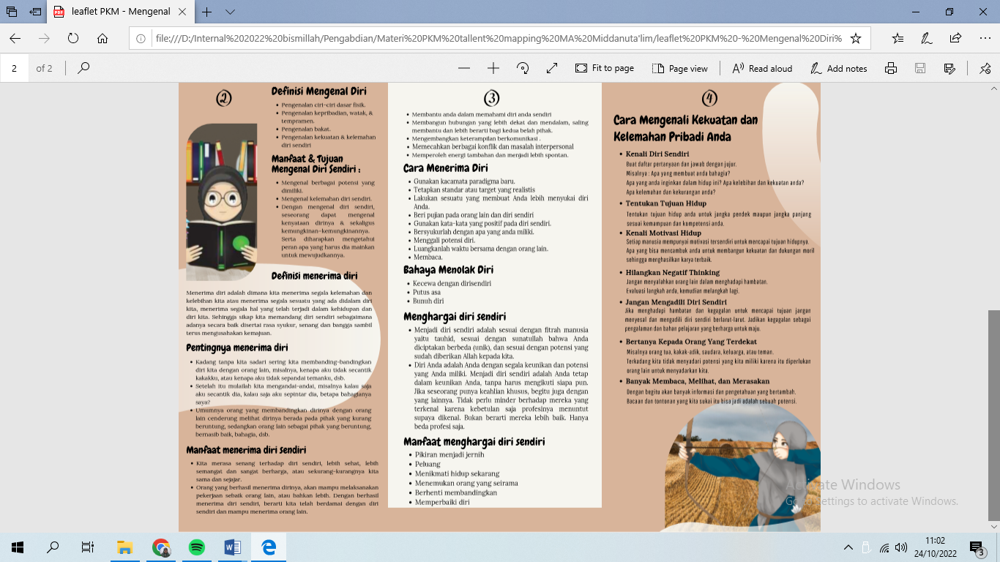 leaflet PKM - Mengenal
PDF
file:///D:/Internal%202022%20bismillah/Pengabdian/Materi%20PKM%20tallent%20mapping%20MA%20Middanuta'lim/leaflet%20PKM%20-%20Mengenal%20Diri%
2 of 2
Fit to page
Page view
Read aloud
Add notes
2
Definisi Mengenal Diri
• Pengenalan ciri-ciri dasar fisik.
• Pengenalan kepribadian, watak, &
tempramen.
• Pengenalan bakat.
• Pengenalan kekuatan & kelemahan
diri sendiri
Manfaat & Tujuan
Mengenal Diri Sendiri :
• Mengenal berbagai potensi yang
dimiliki.
• Mengenal kelemahan diri sendiri.
• Dengan mengenal diri sendiri,
seseorang dapat mengenal
kenyataan dirinya & sekaligus
kemungkinan-kemungkinannya.
Serta diharapkan mengetahui
peran apa yang harus dia mainkan
untuk mewujudkannya.
Definisi menerima diri
Menerima diri adalah dimana kita menerima segala kelemahan dan
kelebihan kita atau menerima segala sesuatu yang ada didalam diri
kita, menerima segala hal yang telah terjadi dalam kehidupan dan
diri kita. Sehingga sikap kita memandang diri sendiri sebagaimana
adanya secara baik disertai rasa syukur, senang dan bangga sambil
terus mengusahakan kemajuan.
Pentingnya menerima diri
• Kadang tanpa kita sadari sering kita membanding-bandingkan
diri kita dengan orang lain, misalnya, kenapa aku tidak secantik
kakakku, atau kenapa aku tidak sepandai temanku, dsb.
• Setelah itu mulailah kita mengandai-andai, misalnya kalau saja
aku secantik dia, kalau saja aku sepintar dia, betapa bahagianya
saya?
• Umumnya orang yang membandingkan dirinya dengan orang
lain cenderung melihat dirinya berada pada pihak yang kurang
beruntung, sedangkan orang lain sebagai pihak yang beruntung,
bernasib baik, bahagia, dsb.
Manfaat menerima diri sendiri
• Kita merasa senang terhadap diri sendiri, lebih sehat, lebih
semangat dan sangat berharga, atau sekurang-kurangnya kita
sama dan sejajar.
• Orang yang berhasil menerima dirinya, akan mampu melaksanakan
pekerjaan sebaik orang lain, atau bahkan lebih. Dengan berhasil
menerima diri sendiri, berarti kita telah berdamai dengan diri
sendiri dan mampu menerima orang lain.
3
• Membantu anda dalam memahami diri anda sendiri
• Membangun hubungan yang lebih dekat dan mendalam, saling
membantu dan lebih berarti bagi kedua belah pihak.
• Mengembangkan keterampilan berkomunikasi .
• Memecahkan berbagai konflik dan masalah interpersonal
• Memperoleh energi tambahan dan menjadi lebih spontan.
Cara Menerima Diri
• Gunakan kacamata paradigma baru.
• Tetapkan standar atau target yang realistis
• Lakukan sesuatu yang membuat Anda lebih menyukai diri
Anda.
• Beri pujian pada orang lain dan diri sendiri
• Gunakan kata-kata yang positif pada diri sendiri.
• Bersyukurlah dengan apa yang anda miliki.
• Menggali potensi diri.
• Luangkanlah waktu bersama dengan orang lain.
• Membaca.
Bahaya Menolak Diri
• Kecewa dengan dirisendiri
• Putus asa
• Bunuh diri
Menghargai diri sendiri
• Menjadi diri sendiri adalah sesuai dengan fitrah manusia
yaitu tauhid, sesuai dengan sunatullah bahwa Anda
diciptakan berbeda (unik), dan sesuai dengan potensi yang
sudah diberikan Allah kepada kita.
• Diri Anda adalah Anda dengan segala keunikan dan potensi
yang Anda miliki. Menjadi diri sendiri adalah Anda tetap
dalam keunikan Anda, tanpa harus mengikuti siapa pun.
Jika seseorang punya keahlian khusus, begitu juga dengan
yang lainnya. Tidak perlu minder berhadap mereka yang
terkenal karena kebetulan saja profesinya menuntut
supaya dikenal. Bukan berarti mereka lebih baik. Hanya
beda profesi saja.
Manfaat menghargai diri sendiri
• Pikiran menjadi jernih
• Peluang
• Menikmati hidup sekarang
• Menemukan orang yang seirama
• Berhenti membandingkan
• Memperbaiki diri
4
Cara Mengenali Kekuatan dan
Kelemahan Pribadi Anda
• Kenali Diri Sendiri
Buat daftar pertanyaan dan jawab dengan jujur.
Misalnya : Apa yang membuat anda bahagia?
Apa yang anda inginkan dalam hidup ini? Apa kelebihan dan kekuatan anda?
Apa kelemahan dan kekurangan anda?
• Tentukan Tujuan Hidup
Tentukan tujuan hidup anda untuk jangka pendek maupun jangka panjang
sesuai kemampuan dan kompetensi anda.
• Kenali Motivasi Hidup
Setiap manusia mempunyai motivasi tersendiri untuk mencapai tujuan hidupnya.
Apa yang bisa mencambuk anda untuk membangun kekuatan dan dukungan moril
sehingga menghasilkan karya terbaik.
• Hilangkan Negatif Thinking
Jangan menyalahkan orang lain dalam menghadapi hambatan.
Evaluasi langkah anda, kemudian melangkah lagi.
• Jangan Mengadili Diri Sendiri
Jika menghadapi hambatan dan kegagalan untuk mencapai tujuan jangan
menyesal dan mengadili diri sendiri berlarut-larut. Jadikan kegagalan sebagai
pengalaman dan bahan pelajaran yang berharga untuk maju.
• Bertanya Kepada Orang Yang Terdekat
Misalnya orang tua, kakak-adik, saudara, keluarga, atau teman.
Terkadang kita tidak menyadari potensi yang kita miliki karena itu diperlukan
orang lain untuk menyadarkan kita.
• Banyak Membaca, Melihat, dan Merasakan
Dengan begitu akan banyak informasi dan pengetahuan yang bertambah.
Bacaan dan tontonan yang kita sukai itu bisa jadi adalah sebuah potensi.
Activate Windows
Go to Settings to activate Windows.
11:02
24/10/2022
3